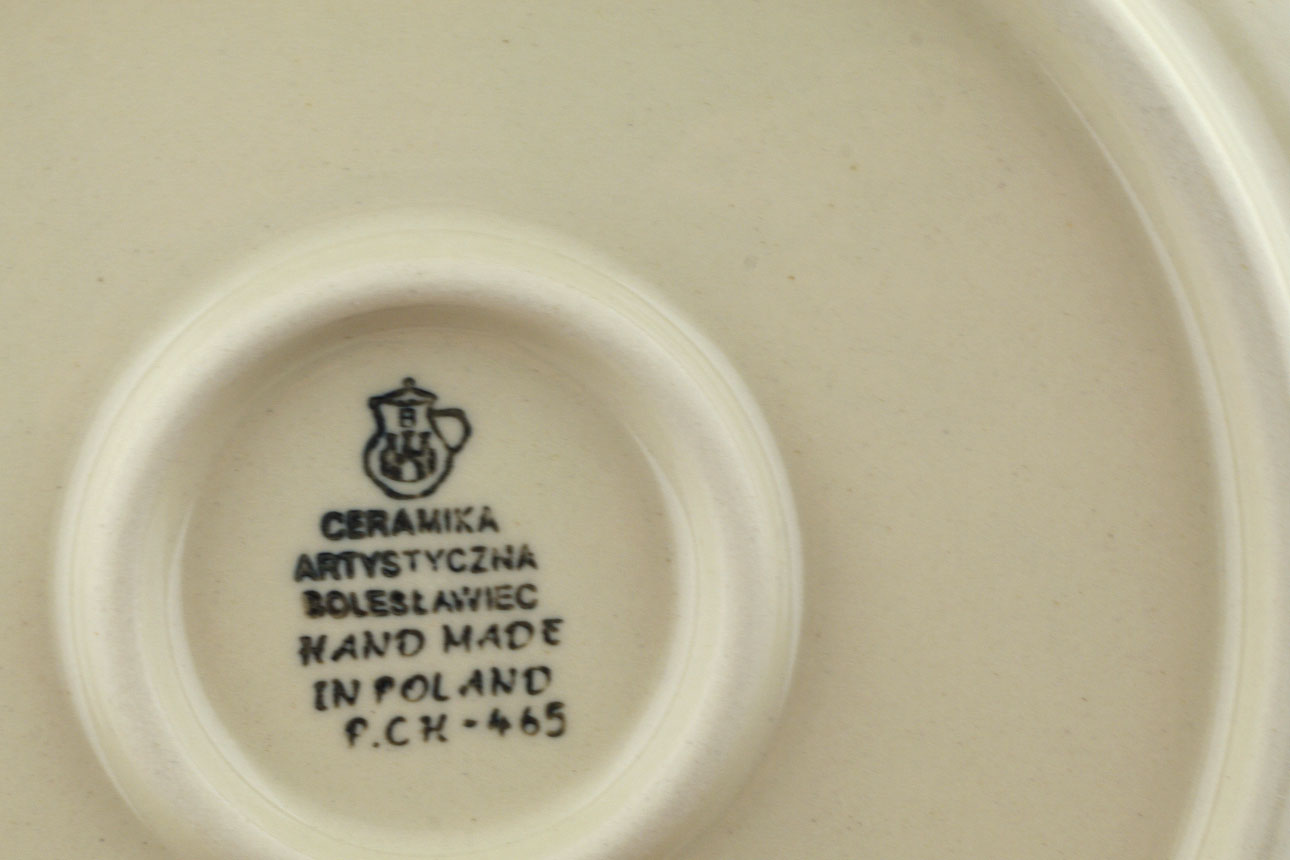 B
CERAMIKA
ARTYSTYCZNA
BOLESŁAWIEC
HAND MADE
IN POLAND
P.CH-465